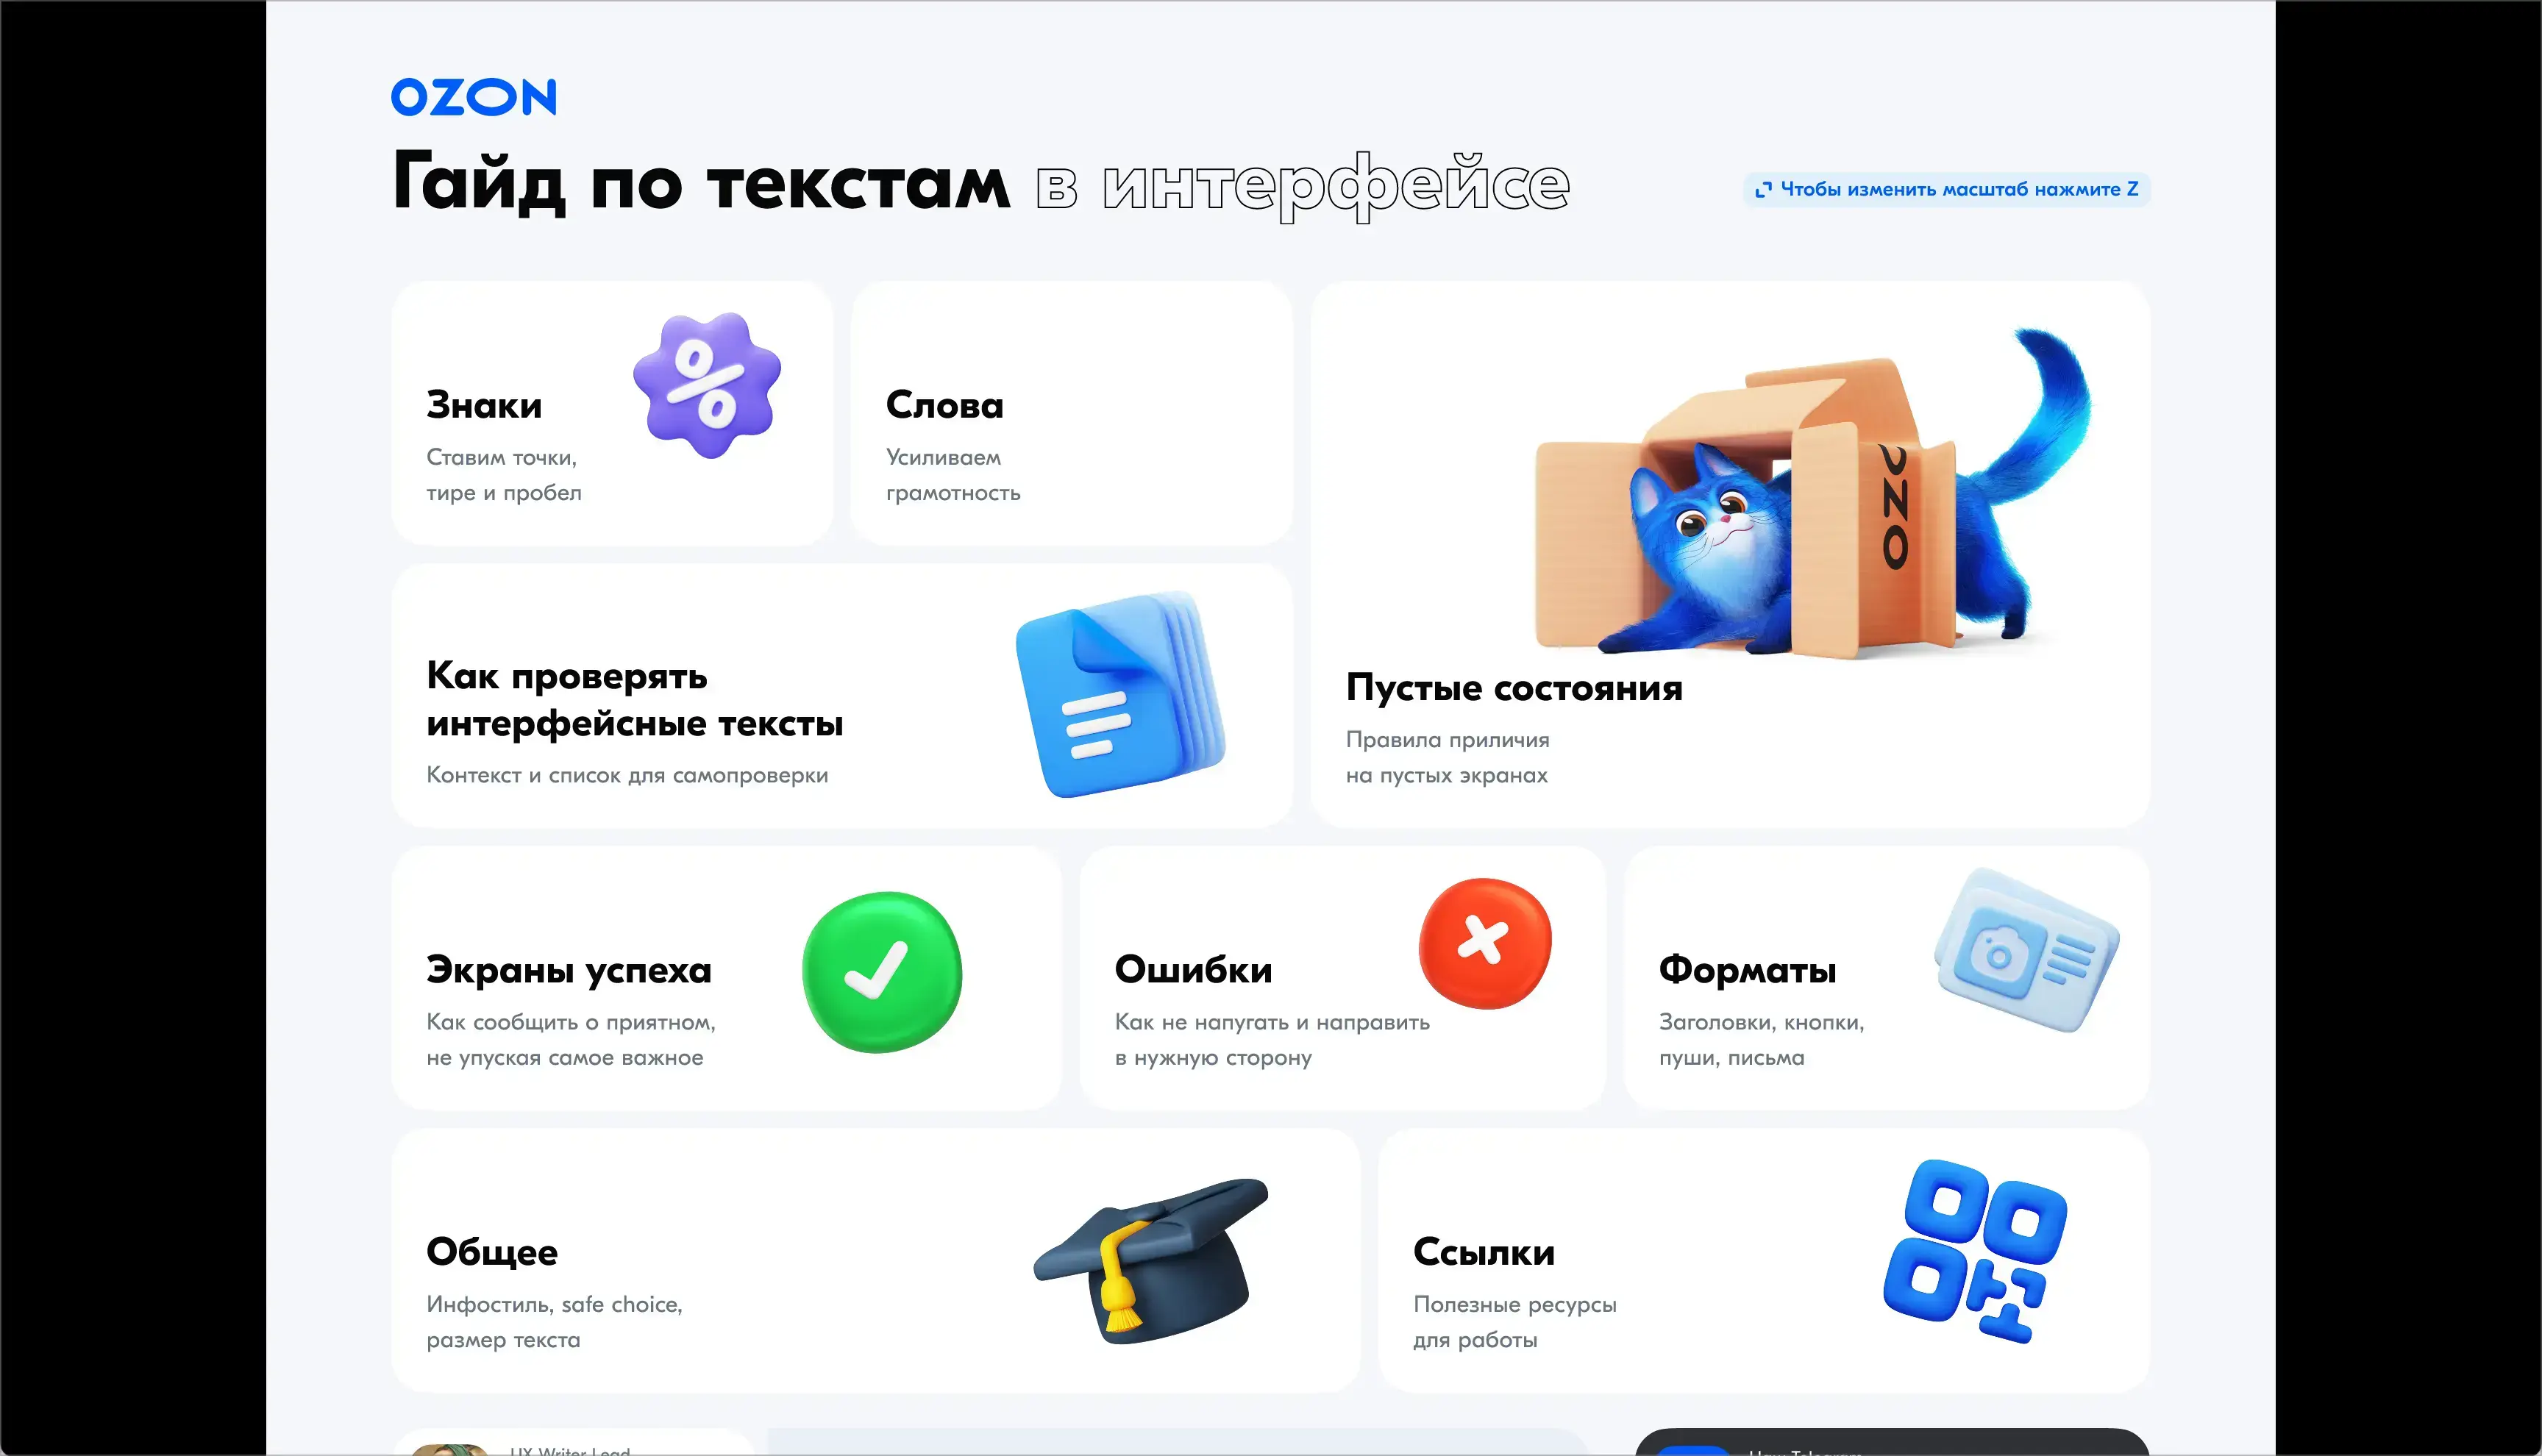 OZON
Гайд по текстам в интерфейсе
Чтобы изменить масштаб нажмите Z
Знаки
Ставим точки,
тире и пробел
Слова
Усиливаем
грамотность
OZO
Пустые состояния
Правила приличия
на пустых экранах
Как проверять
интерфейсные тексты
Контекст и список для самопроверки
Экраны успеха
Как сообщить о приятном,
не упуская самое важное
Ошибки
Как не напугать и направить
в нужную сторону
Форматы
Заголовки, кнопки,
пуши, письма
Общее
Инфостиль, safe choice,
размер текста
Ссылки
Полезные ресурсы
для работы
UX Writer Lead
Наш Telegram